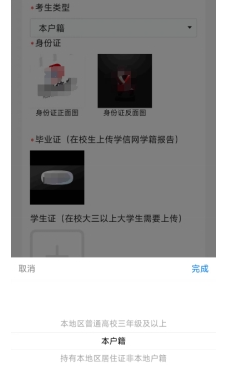 *考生类型
本户籍
*身份证
身份证正面图 身份证反面图
*毕业证（在校生上传学信网学籍报告）
学生证（在校大三以上大学生需要上传）
取消 完成
本地区普通高校三年级及以上
本户籍
持有本地区居住证非本地户籍